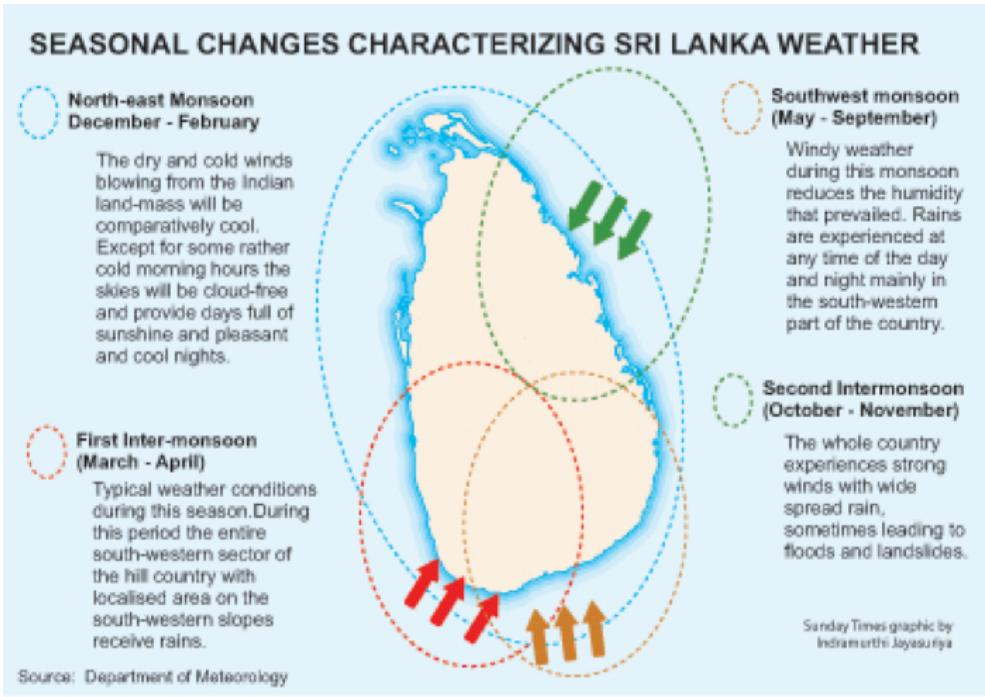 SEASONAL CHANGES CHARACTERIZING SRI LANKA WEATHER
North-east Monsoon
December - February
The dry and cold winds
blowing from the Indian
land-mass will be
comparatively cool.
Except for some rather
cold morning hours the
skies will be cloud-free
and provide days full of
sunshine and pleasant
and cool nights.
First Inter-monsoon
(March - April)
Typical weather conditions
during this season.During
this period the entire
south-western sector of
the hill country with
localised area on the
south-western slopes
receive rains.
Southwest monsoon
(May - September)
Windy weather
during this monsoon
reduces the humidity
that prevailed. Rains
are experienced at
any time of the day
and night mainly in
the south-western
part of the country.
Second Intermonsoon
(October - November)
The whole country
experiences strong
winds with wide
spread rain,
sometimes leading to
floods and landslides.
Sunday Times graphic by
Indramurthi Jayasuriya
Source: Department of Meteorology